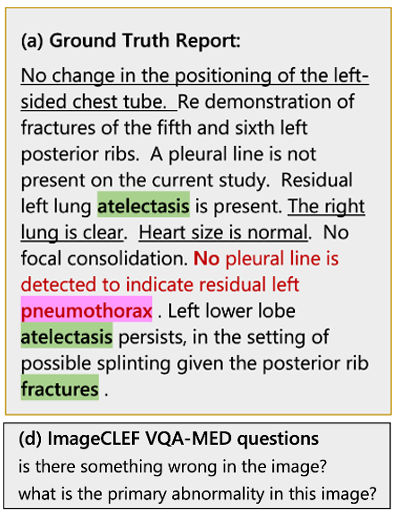 (a) Ground Truth Report:
No change in the positioning of the left-
sided chest tube. Re demonstration of
fractures of the fifth and sixth left
posterior ribs. A pleural line is not
present on the current study. Residual
left lung atelectasis is present. The right
lung is clear. Heart size is normal. No
focal consolidation. No pleural line is
detected to indicate residual left
pneumothorax . Left lower lobe
atelectasis persists, in the setting of
possible splinting given the posterior rib
fractures .
(d) ImageCLEF VQA-MED questions
is there something wrong in the image?
what is the primary abnormality in this image?